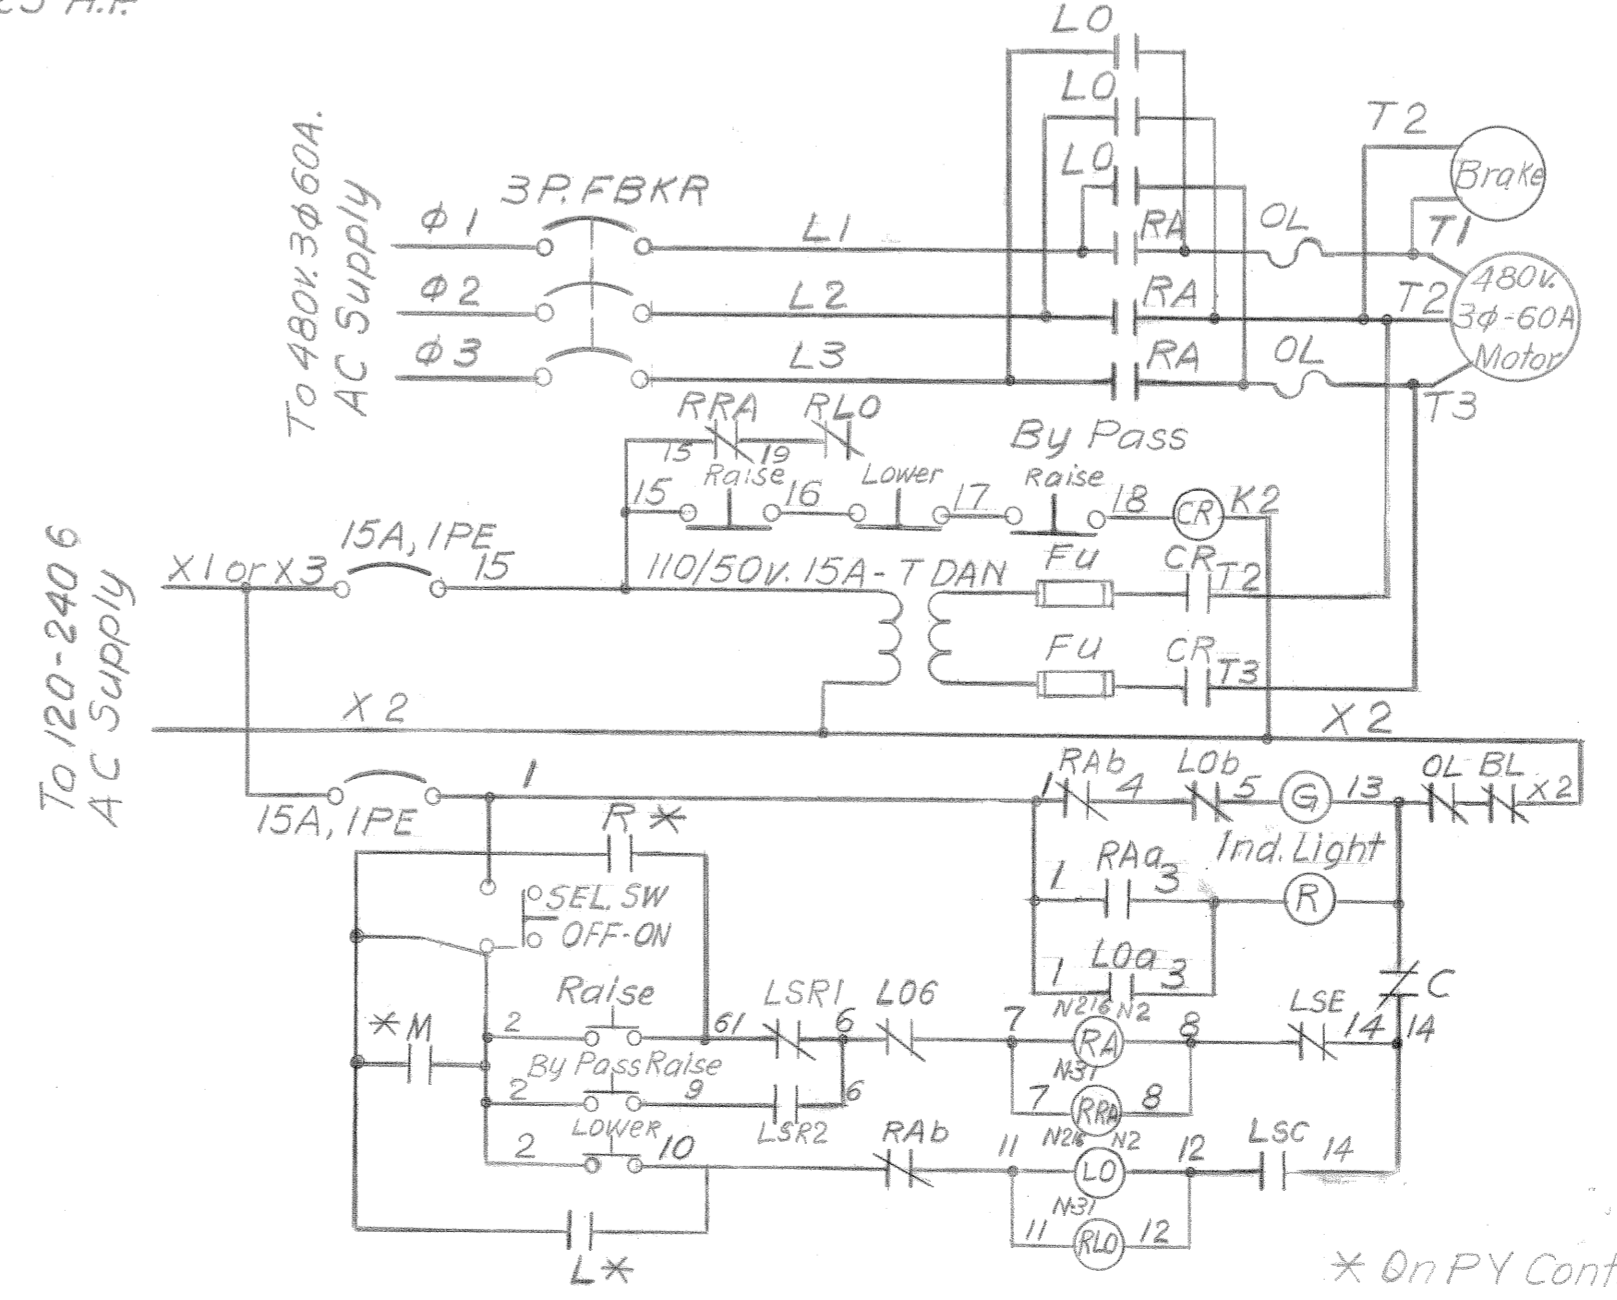 LO
LO
LO
T2
Brake
To 480v. 3φ60A.
AC Supply
3P. FBKR
φ1
L1
RA
OL
T1
φ2
L2
RA
T2
480v.
3φ-60A
Motor
φ3
L3
RA
OL
T3
RRA
RLO
15
19
By Pass
Raise
Lower
Raise
15
16
17
18
CR
K2
To 120-240 6
AC Supply
X1 or X3
15A, 1PE
15
110/50v. 15A-T DAN
Fu
CR
T2
Fu
CR
T3
X2
X2
15A, 1PE
1
1
RAb
4
LOb
5
G
13
OL
BL
X2
R*
Ind. Light
RAa
1
3
R
SEL. SW
OFF-ON
LOa
1
3
C
Raise
LSR1
LO6
N216
N2
LSE
*M
2
61
6
7
RA
8
14
14
By Pass Raise
N31
2
9
6
7
RRA
8
LSR2
Lower
RAb
N216
N2
LSC
2
10
11
LO
12
14
N31
11
RLO
12
L*
* On PY Cont